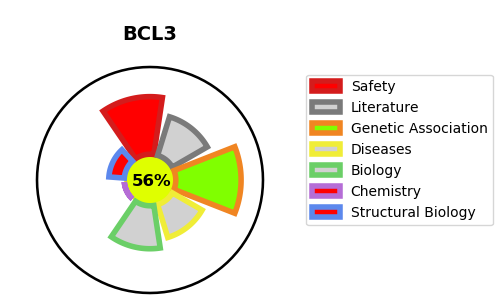 BCL3
56%
Safety
Literature
Genetic Association
Diseases
Biology
Chemistry
Structural Biology